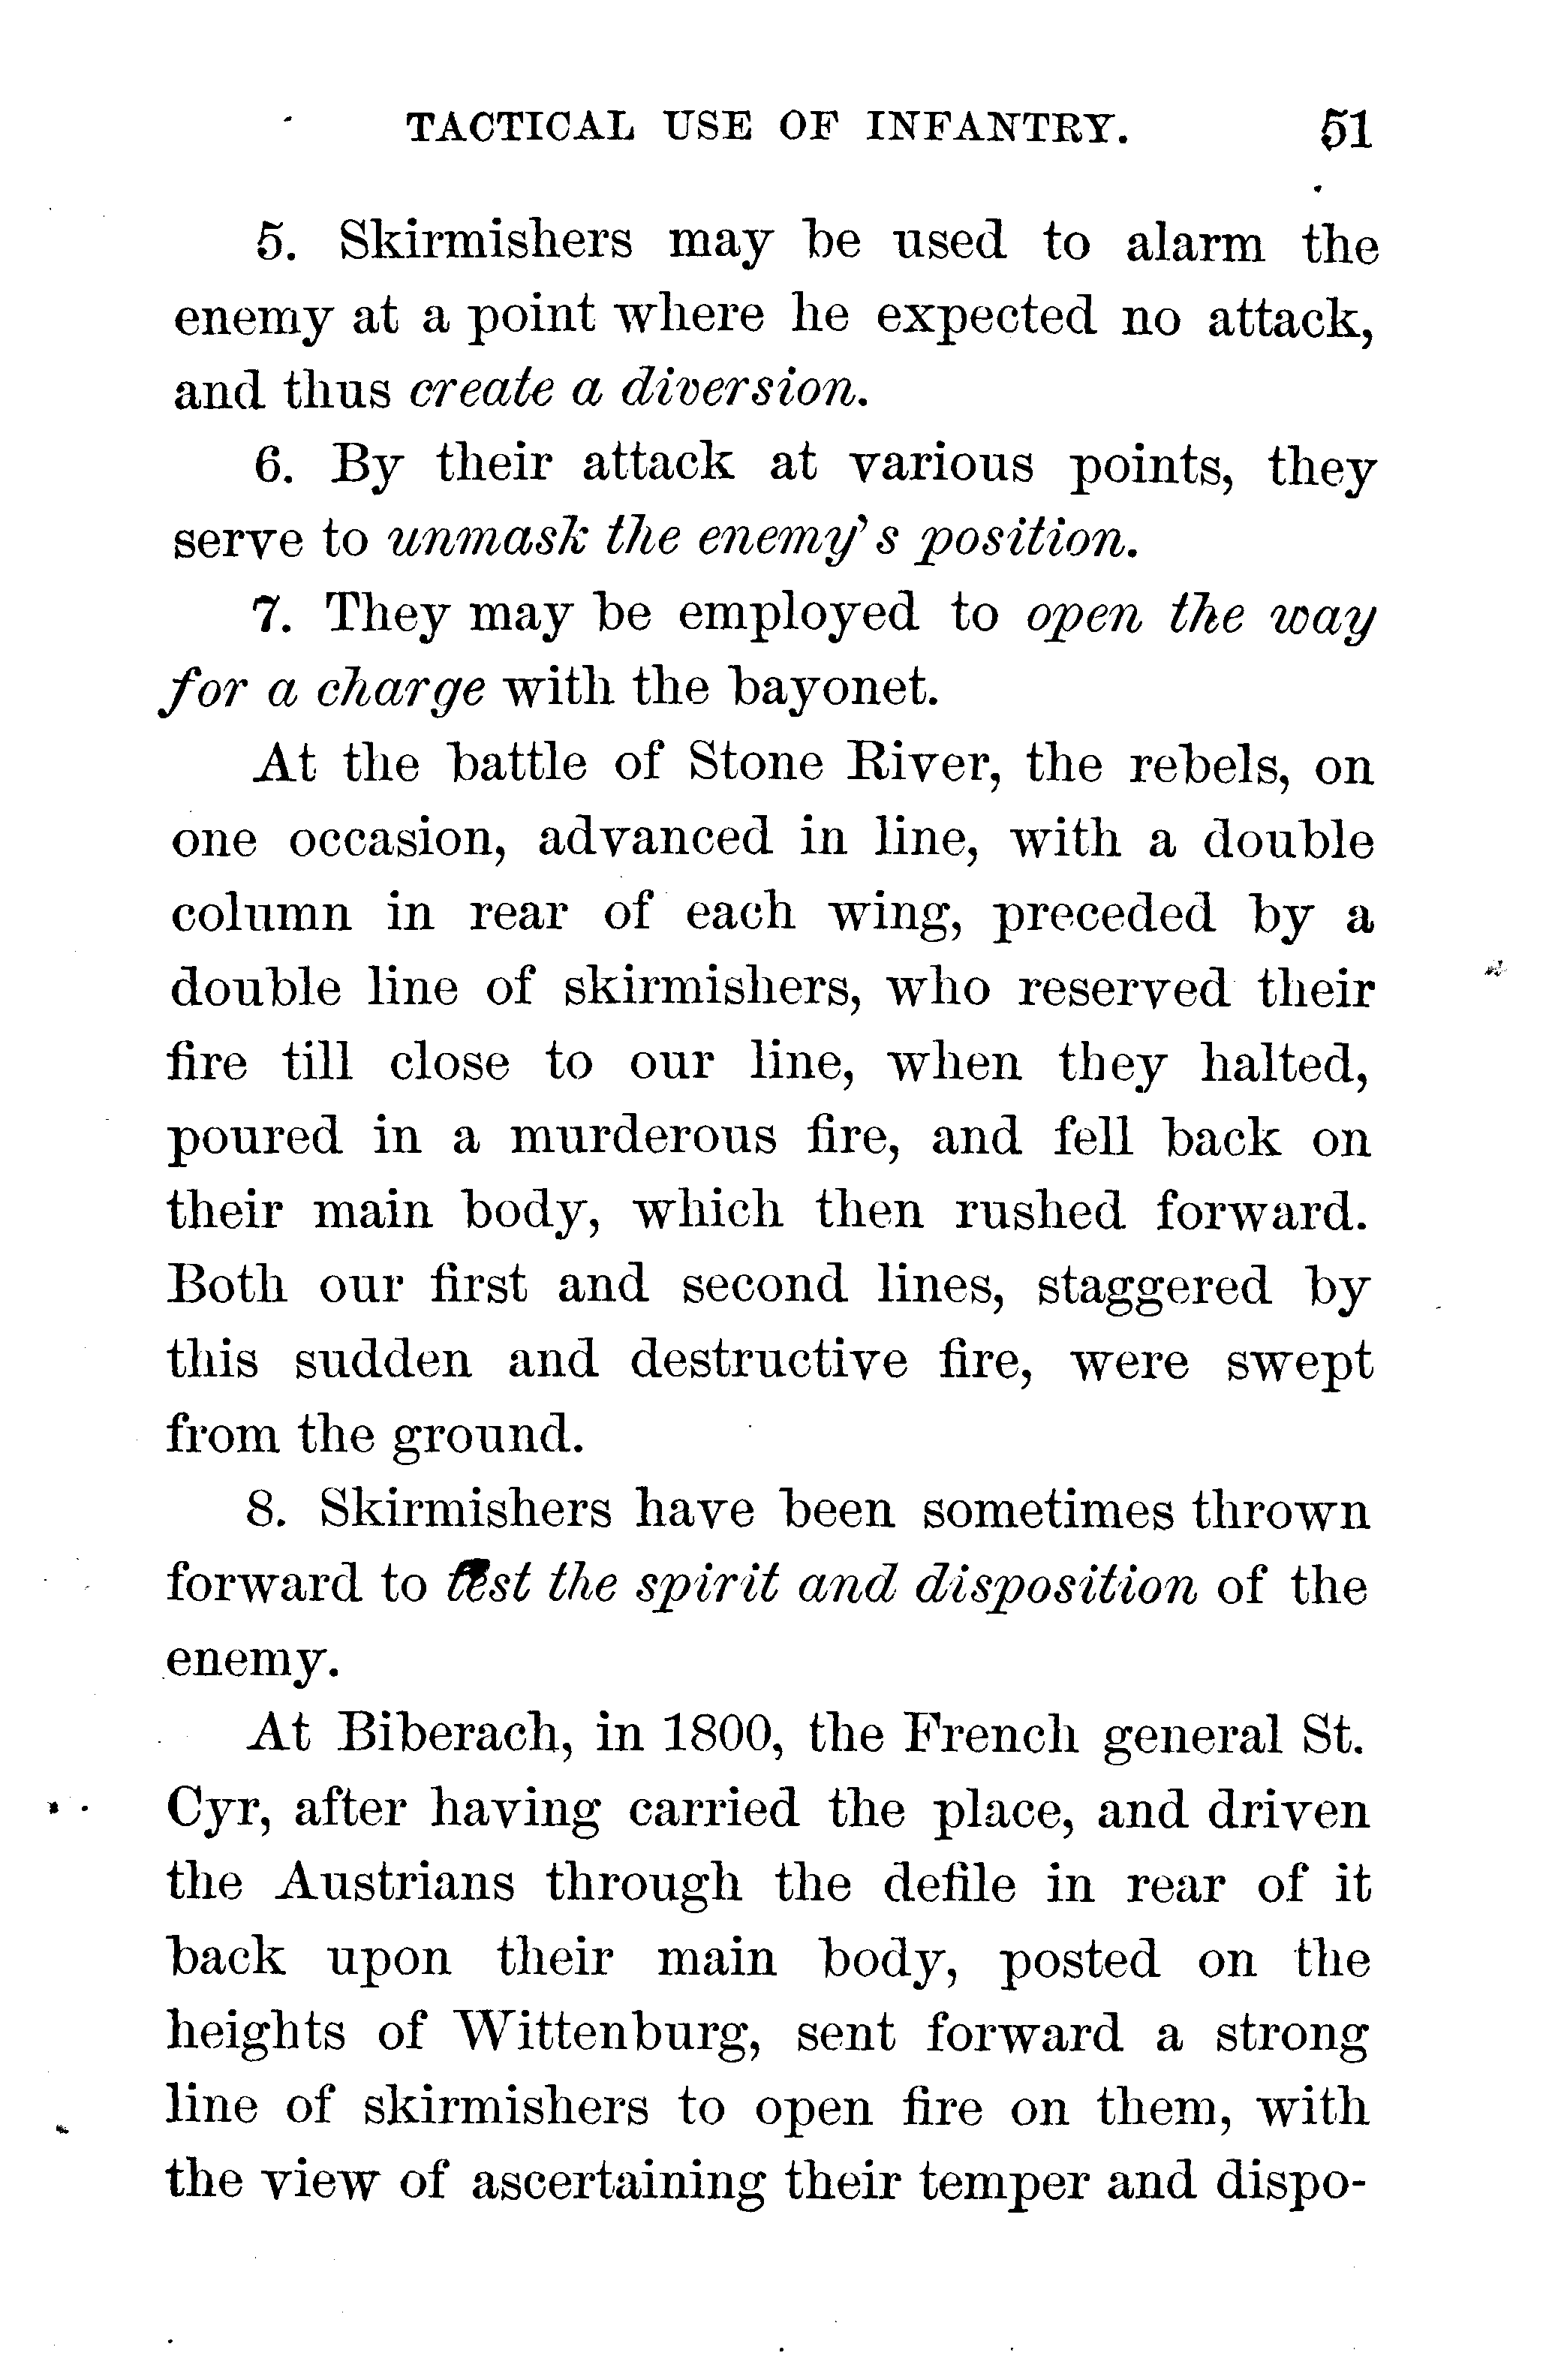 TACTICAL USE OF INFANTRY. 51
5. Skirmishers may be used to alarm the
enemy at a point where he expected no attack,
and thus create a diversion.
6. By their attack at various points, they
serve to unmask the enemy's position.
7. They may be employed to open the way
for a charge with the bayonet.
At the battle of Stone River, the rebels, on
one occasion, advanced in line, with a double
column in rear of each wing, preceded by a
double line of skirmishers, who reserved their
fire till close to our line, when they halted,
poured in a murderous fire, and fell back on
their main body, which then rushed forward.
Both our first and second lines, staggered by
this sudden and destructive fire, were swept
from the ground.
8. Skirmishers have been sometimes thrown
forward to test the spirit and disposition of the
enemy.
At Biberach, in 1800, the French general St.
Cyr, after having carried the place, and driven
the Austrians through the defile in rear of it
back upon their main body, posted on the
heights of Wittenburg, sent forward a strong
line of skirmishers to open fire on them, with
the view of ascertaining their temper and dispo-